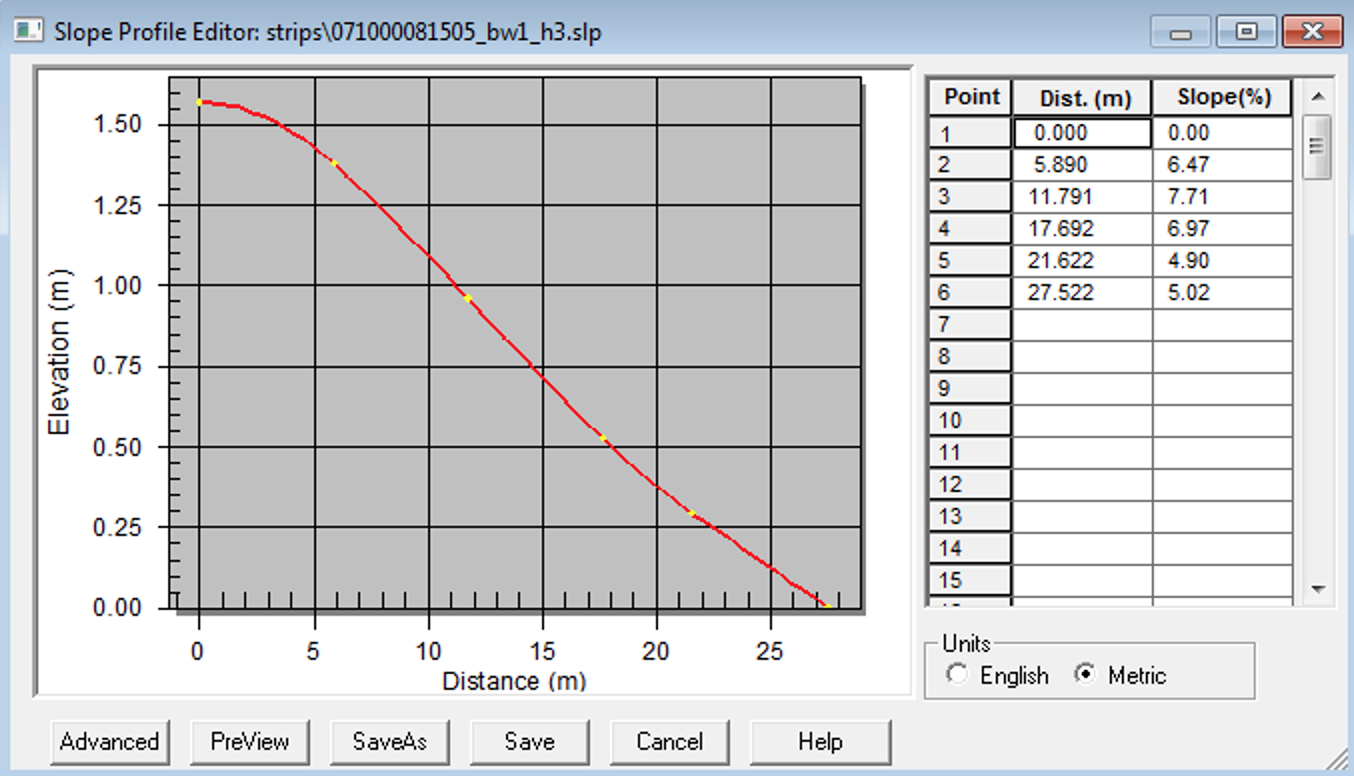 Slope Profile Editor: strips\071000081505_bw1_h3.slp
Elevation (m)
1.50
1.25
1.00
0.75
0.50
0.25
0.00
0 5 10 15 20 25
Distance (m)
Point Dist. (m) Slope(%)
1 0.000 0.00
2 5.890 6.47
3 11.791 7.71
4 17.692 6.97
5 21.622 4.90
6 27.522 5.02
7
8
9
10
11
12
13
14
15
Units
English Metric
Advanced PreView SaveAs Save Cancel Help